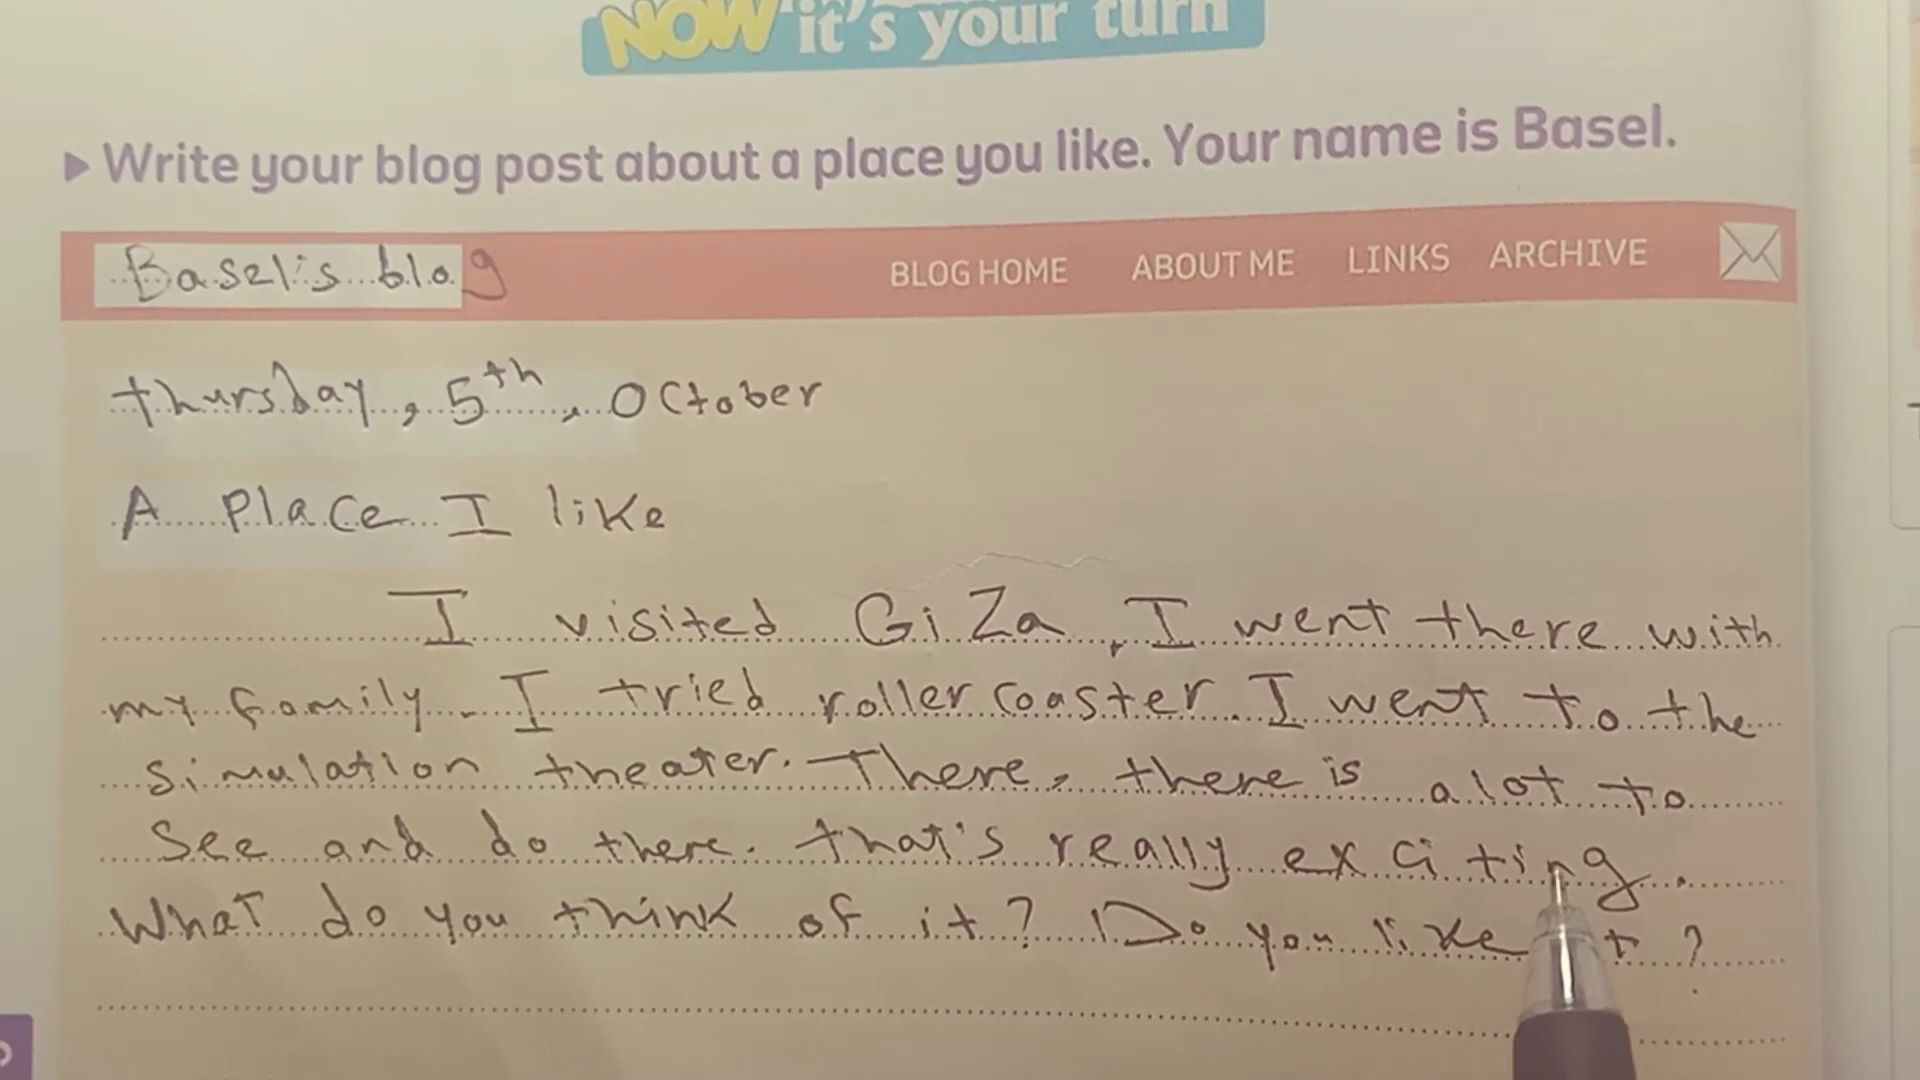 NOW it's your turn
Write your blog post about a place you like. Your name is Basel.
Basel's blog
BLOG HOME ABOUT ME LINKS ARCHIVE
thursday, 5th, October
A place I like
I visited GiZa, I went there with
my family. I tried roller coaster. I went to the
simulation theater. There, there is alot to
see and do there. that's really exciting.
What do you think of it? Do you like it?